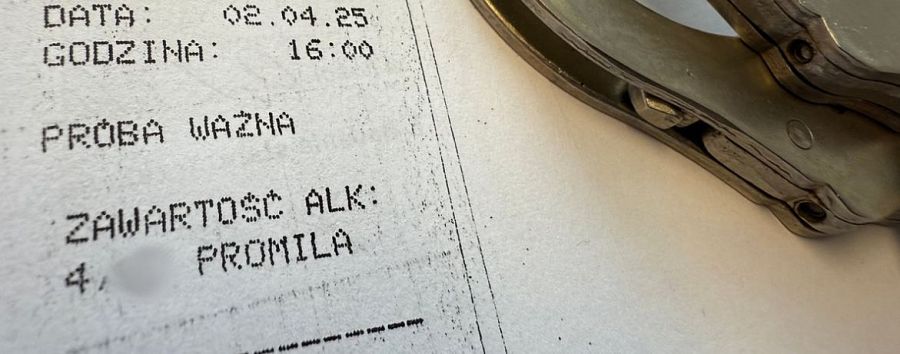 DATA: 02.04.25
GODZINA: 16:00
PRÓBA WAŻNA
ZAWARTOŚĆ ALK:
4, PROMILA